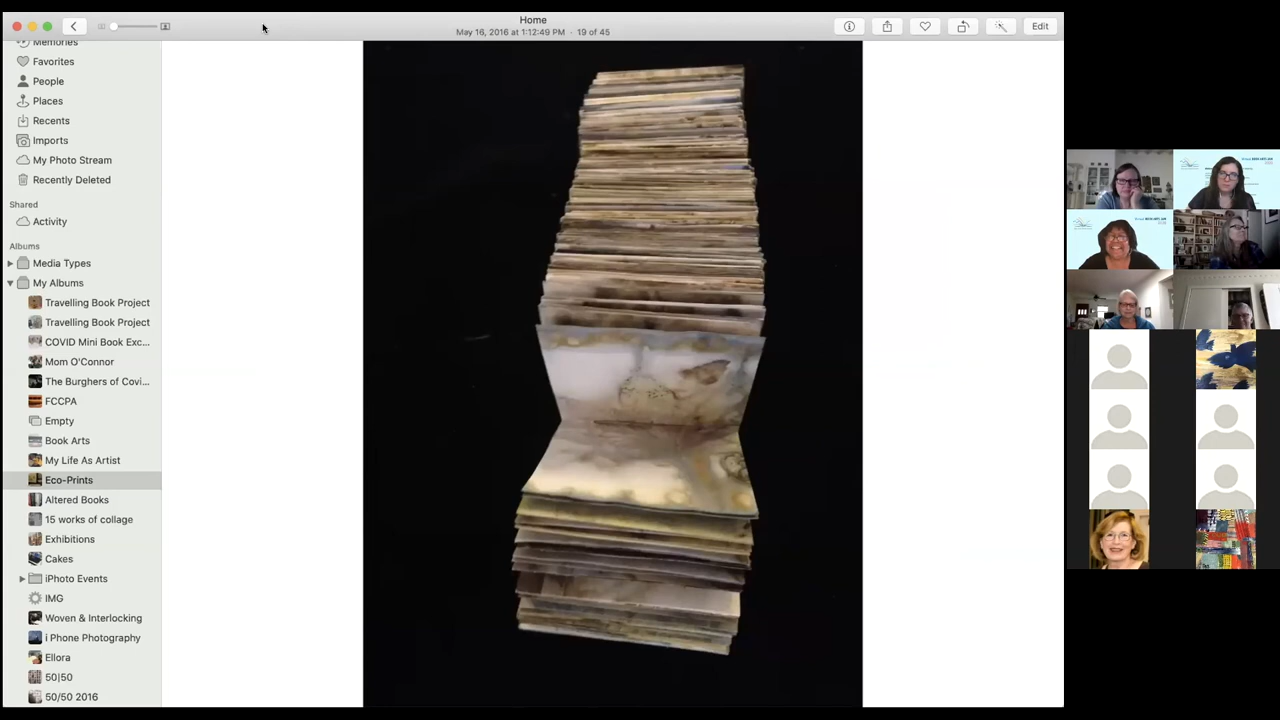 Home
May 16, 2016 at 1:12:49 PM · 19 of 45
Edit
Memories
Favorites
People
Places
Recents
Imports
My Photo Stream
Recently Deleted
Shared
Activity
Albums
Media Types
My Albums
Travelling Book Project
Travelling Book Project
COVID Mini Book Exc...
Mom O'Connor
The Burghers of Covi...
FCCPA
Empty
Book Arts
My Life As Artist
Eco-Prints
Altered Books
15 works of collage
Exhibitions
Cakes
iPhoto Events
IMG
Woven & Interlocking
i Phone Photography
Ellora
50|50
50/50 2016